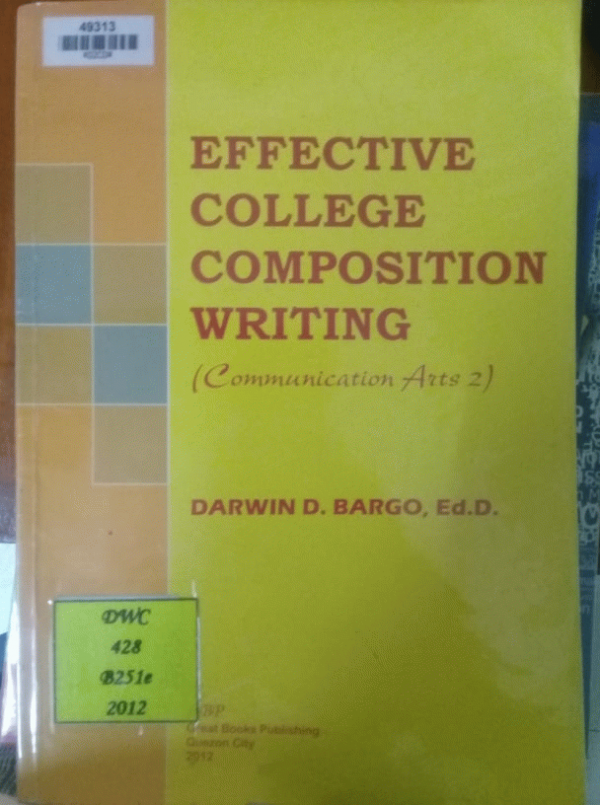 49313
EFFECTIVE
COLLEGE
COMPOSITION
WRITING
(Communication Arts 2)
DARWIN D. BARGO, Ed.D.
DWC
428
B251e
2012
Great Books Publishing
Quezon City
2012